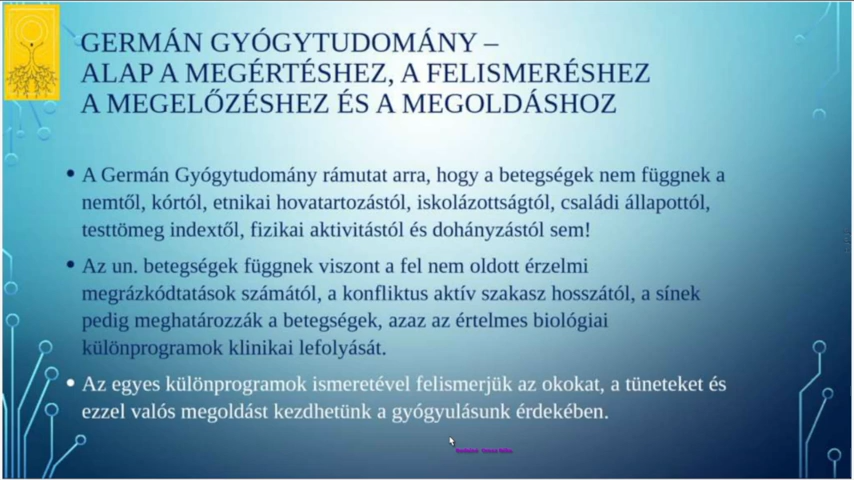 GERMÁN GYÓGYTUDOMÁNY –
ALAP A MEGÉRTÉSHEZ, A FELISMERÉSHEZ
A MEGELŐZÉSHEZ ÉS A MEGOLDÁSHOZ
• A Germán Gyógytudomány rámutat arra, hogy a betegségek nem függnek a
nemtől, kórtól, etnikai hovatartozástól, iskolázottságtól, családi állapottól,
testtömeg indextől, fizikai aktivitástól és dohányzástól sem!
• Az un. betegségek függnek viszont a fel nem oldott érzelmi
megrázkódtatások számától, a konfliktus aktív szakasz hosszától, a sínek
pedig meghatározzák a betegségek, azaz az értelmes biológiai
különprogramok klinikai lefolyását.
• Az egyes különprogramok ismeretével felismerjük az okokat, a tüneteket és
ezzel valós megoldást kezdhetünk a gyógyulásunk érdekében.